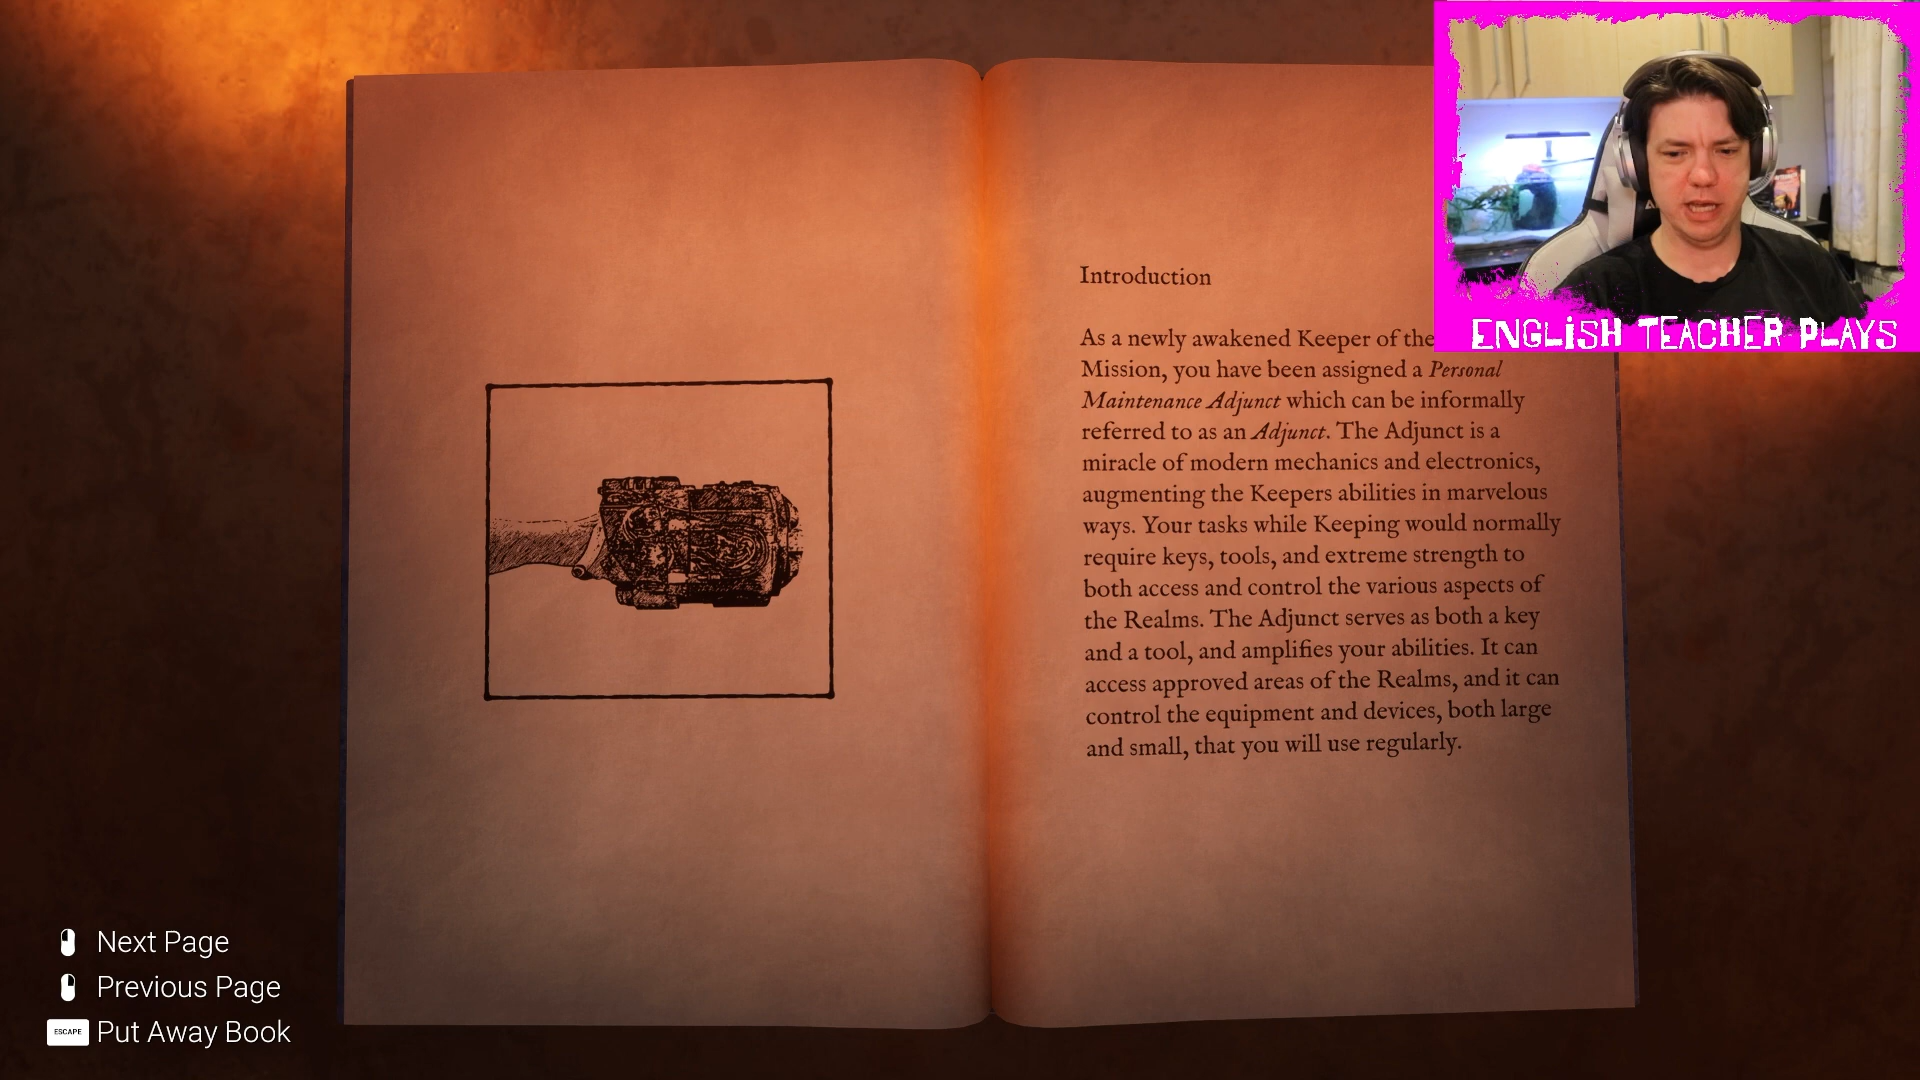 Introduction
As a newly awakened Keeper of the
Mission, you have been assigned a Personal
Maintenance Adjunct which can be informally
referred to as an Adjunct. The Adjunct is a
miracle of modern mechanics and electronics,
augmenting the Keepers abilities in marvelous
ways. Your tasks while Keeping would normally
require keys, tools, and extreme strength to
both access and control the various aspects of
the Realms. The Adjunct serves as both a key
and a tool, and amplifies your abilities. It can
access approved areas of the Realms, and it can
control the equipment and devices, both large
and small, that you will use regularly.
ENGLISH TEACHER PLAYS
Next Page
Previous Page
ESCAPE Put Away Book